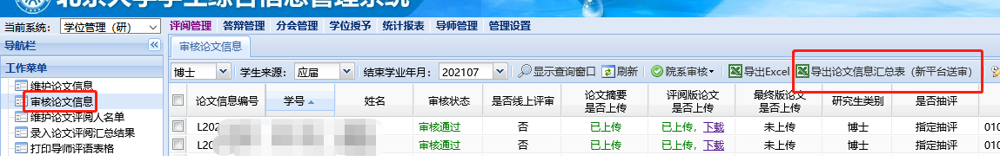 北京大学学生综合信息管理系统
当前系统： 学位管理（研） 评阅管理 答辩管理 分会管理 学位授予 统计报表 导师管理 管理设置
导航栏 审核论文信息
工作菜单 博士 学生来源： 应届 结束学业年月： 202107 显示查询窗口 刷新 院系审核 导出Excel 导出论文信息汇总表（新平台送审）
维护论文信息
审核论文信息
维护论文评阅人名单
录入论文评阅汇总结果
打印导师评语表格
论文信息编号 学号 姓名 审核状态 是否线上评审 论文摘要是否上传 评阅版论文是否上传 最终版论文是否上传 研究生类别 是否抽评
L20 审核通过 否 已上传 已上传，下载 未上传 博士 指定抽评 010
L20 审核通过 否 已上传 已上传，下载 未上传 博士 指定抽评 010